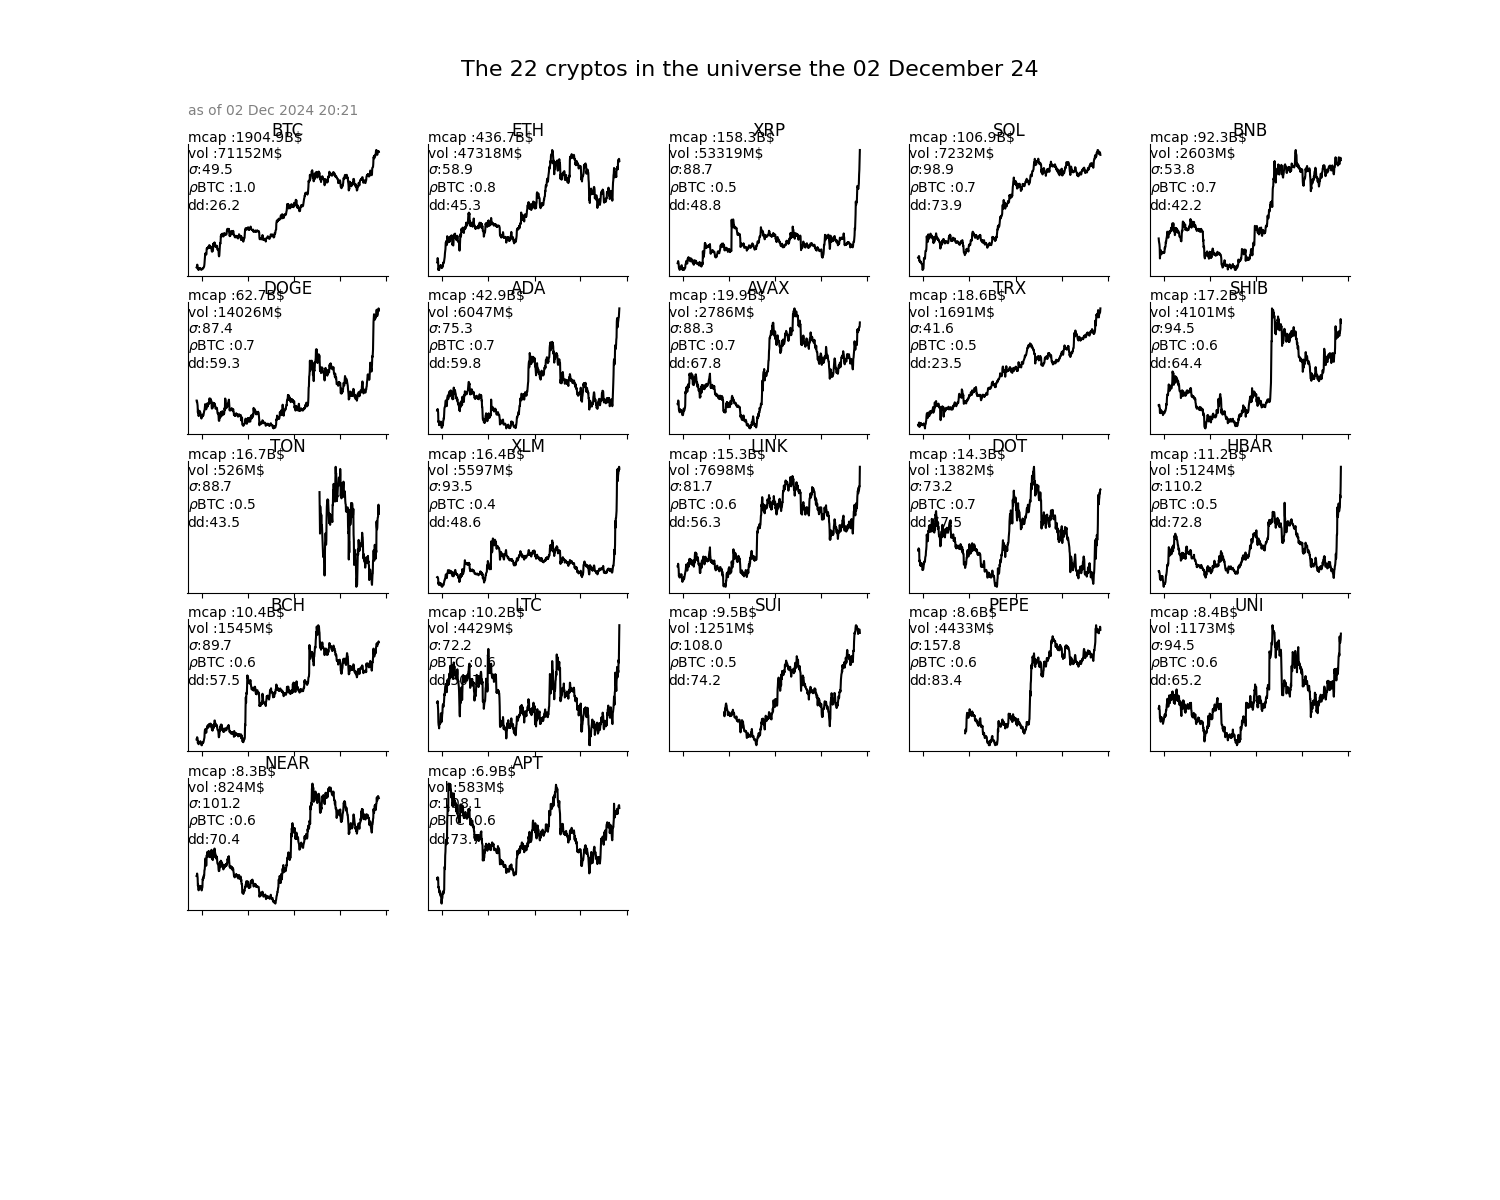 The 22 cryptos in the universe the 02 December 24
as of 02 Dec 2024 20:21
BTC
mcap :1904.9B$
vol :71152M$
σ:49.5
ρBTC :1.0
dd:26.2
ETH
mcap :436.7B$
vol :47318M$
σ:58.9
ρBTC :0.8
dd:45.3
XRP
mcap :158.3B$
vol :53319M$
σ:88.7
ρBTC :0.5
dd:48.8
SOL
mcap :106.9B$
vol :7232M$
σ:98.9
ρBTC :0.7
dd:73.9
BNB
mcap :92.3B$
vol :2603M$
σ:53.8
ρBTC :0.7
dd:42.2
DOGE
mcap :62.7B$
vol :14026M$
σ:87.4
ρBTC :0.7
dd:59.3
ADA
mcap :42.9B$
vol :6047M$
σ:75.3
ρBTC :0.7
dd:59.8
AVAX
mcap :19.9B$
vol :2786M$
σ:88.3
ρBTC :0.7
dd:67.8
TRX
mcap :18.6B$
vol :1691M$
σ:41.6
ρBTC :0.5
dd:23.5
SHIB
mcap :17.2B$
vol :4101M$
σ:94.5
ρBTC :0.6
dd:64.4
TON
mcap :16.7B$
vol :526M$
σ:88.7
ρBTC :0.5
dd:43.5
XLM
mcap :16.4B$
vol :5597M$
σ:93.5
ρBTC :0.4
dd:48.6
LINK
mcap :15.3B$
vol :7698M$
σ:81.7
ρBTC :0.6
dd:56.3
DOT
mcap :14.3B$
vol :1382M$
σ:73.2
ρBTC :0.7
HBAR
mcap :11.2B$
vol :5124M$
σ:110.2
ρBTC :0.5
dd:72.8
BCH
mcap :10.4B$
vol :1545M$
σ:89.7
ρBTC :0.6
dd:57.5
LTC
mcap :10.2B$
vol :4429M$
σ:72.2
ρBTC :0.6
SUI
mcap :9.5B$
vol :1251M$
σ:108.0
ρBTC :0.5
dd:74.2
PEPE
mcap :8.6B$
vol :4433M$
σ:157.8
ρBTC :0.6
dd:83.4
UNI
mcap :8.4B$
vol :1173M$
σ:94.5
ρBTC :0.6
dd:65.2
NEAR
mcap :8.3B$
vol :824M$
σ:101.2
ρBTC :0.6
dd:70.4
APT
mcap :6.9B$
vol :583M$
σ:108.1
ρBTC :0.6